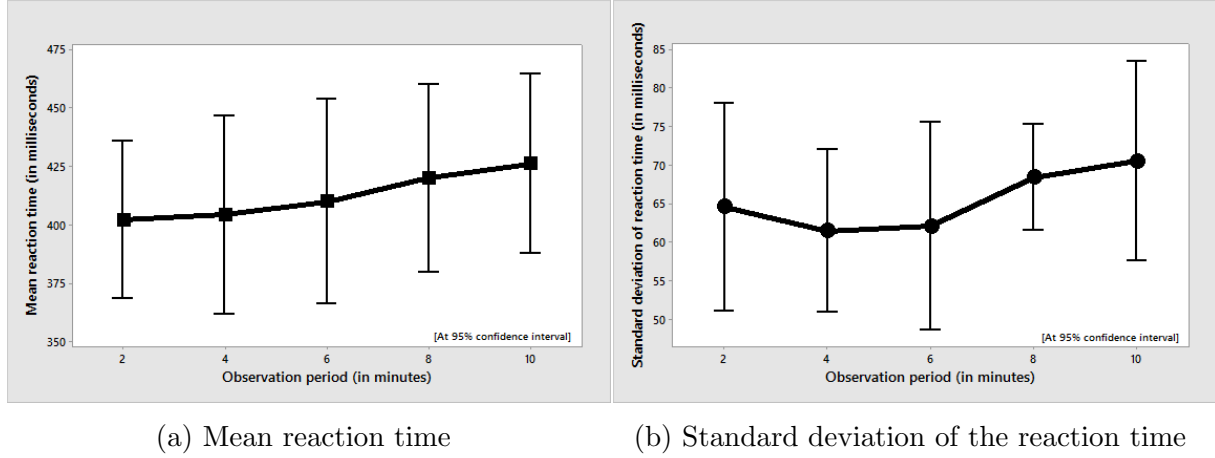 Mean reaction time (in milliseconds)
475
450
425
400
375
350
2 4 6 8 10
[At 95% confidence interval]
Observation period (in minutes)
Standard deviation of reaction time (in milliseconds)
85
80
75
70
65
60
55
50
2 4 6 8 10
[At 95% confidence interval]
Observation period (in minutes)
(a) Mean reaction time
(b) Standard deviation of the reaction time